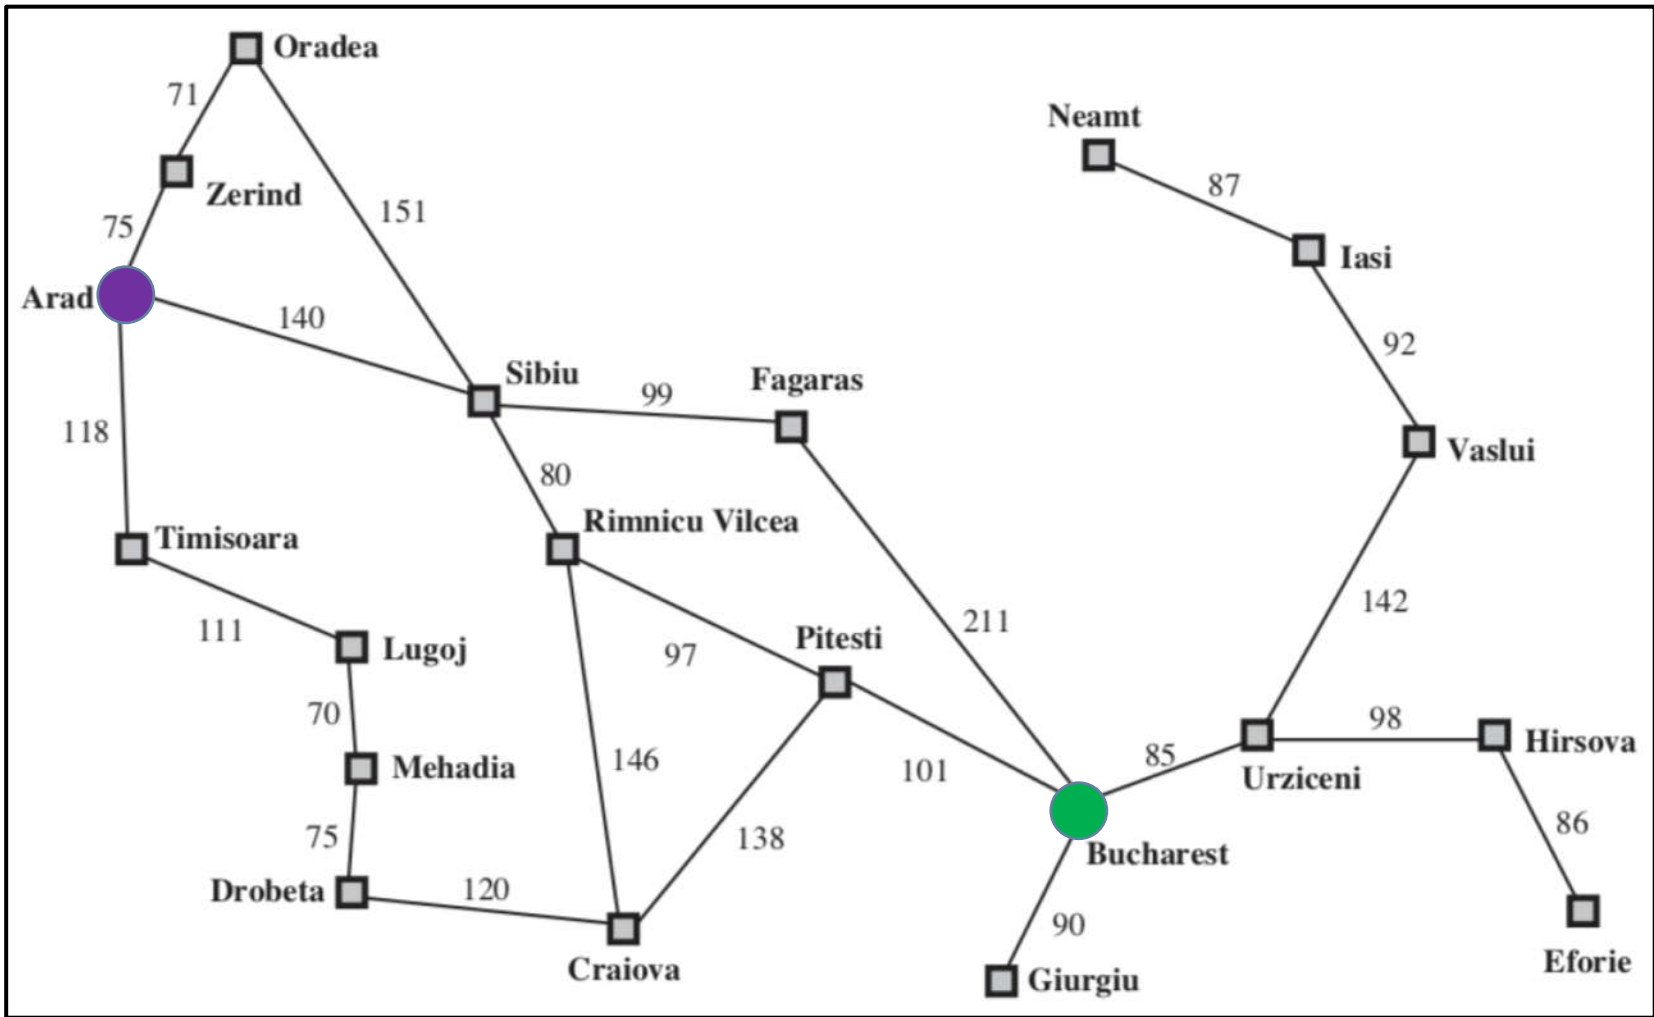 Oradea
71
Neamt
87
Zerind
151
75
Iasi
Arad
140
92
Sibiu
99
Fagaras
118
Vaslui
80
Rimnicu Vilcea
Timisoara
142
111
211
Pitesti
Lugoj
97
70
98
Hirsova
146
85
Mehadia
101
Urziceni
75
138
86
Bucharest
Drobeta
120
90
Craiova
Eforie
Giurgiu